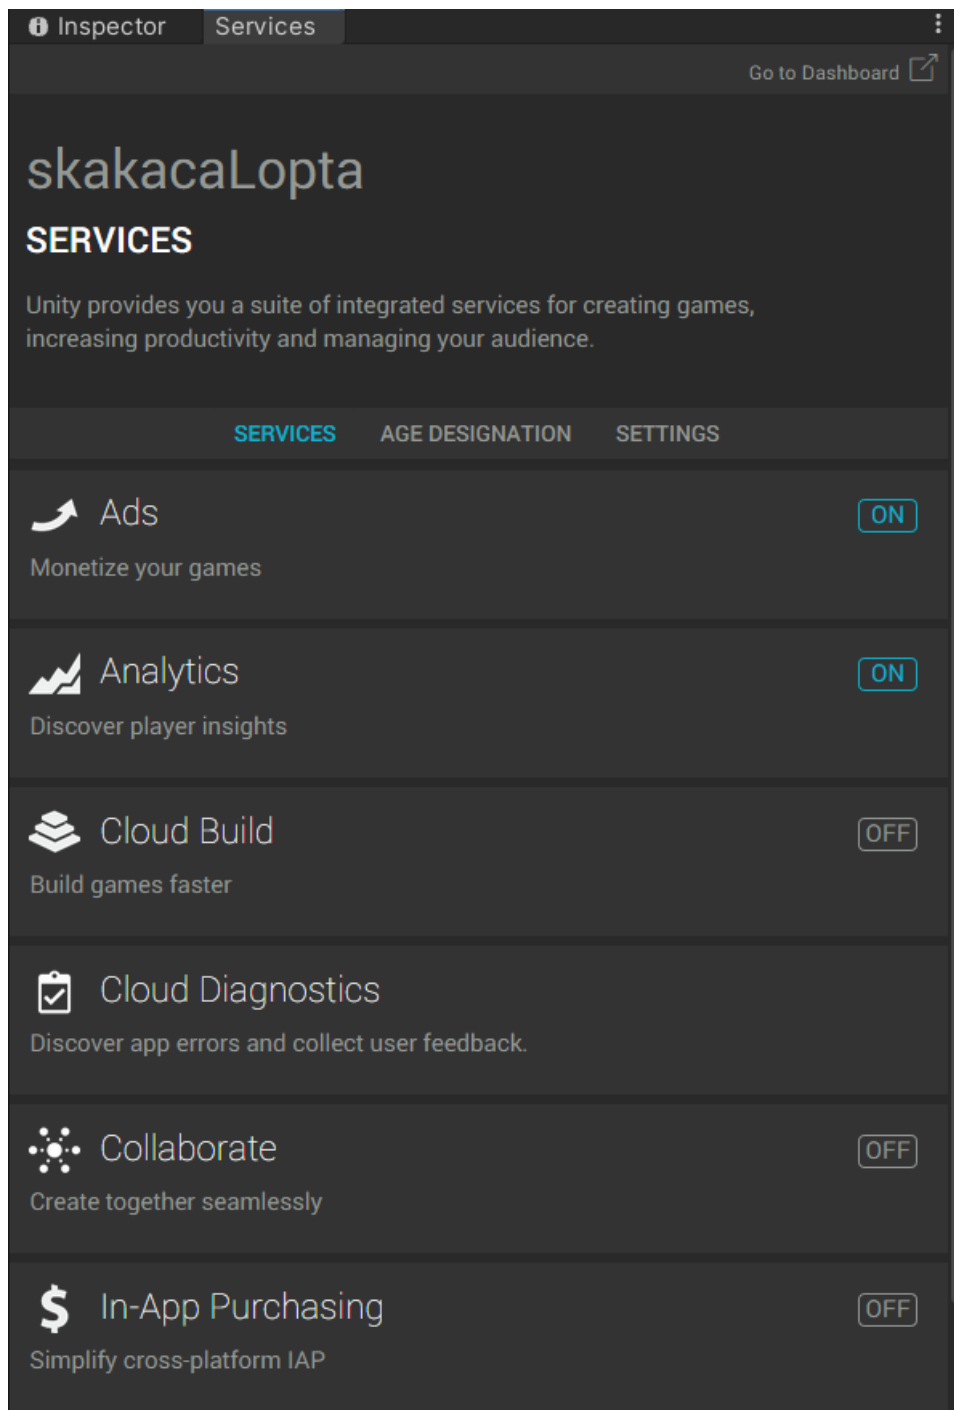 Inspector
Services
Go to Dashboard
skakacaLopta
SERVICES
Unity provides you a suite of integrated services for creating games,
increasing productivity and managing your audience.
SERVICES AGE DESIGNATION SETTINGS
Ads
ON
Monetize your games
Analytics
ON
Discover player insights
Cloud Build
OFF
Build games faster
Cloud Diagnostics
Discover app errors and collect user feedback.
Collaborate
OFF
Create together seamlessly
In-App Purchasing
OFF
Simplify cross-platform IAP